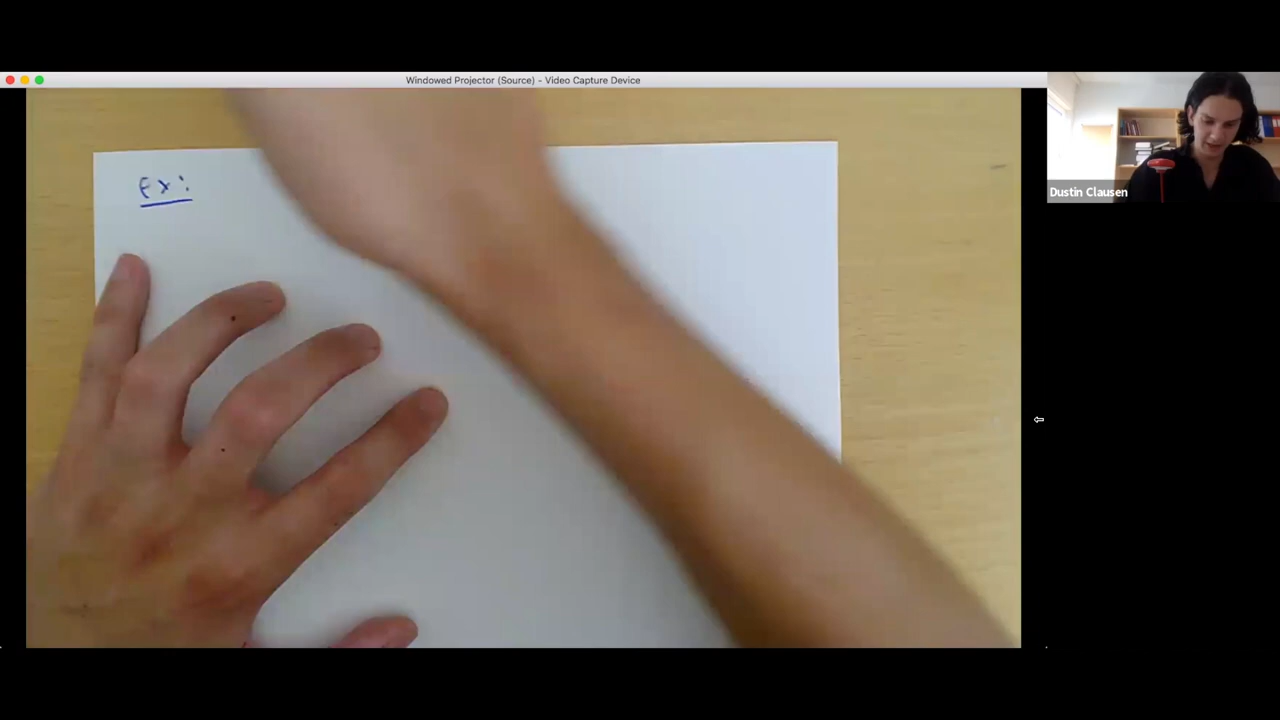 Windowed Projector (Source) - Video Capture Device
Ex:
Dustin Clausen